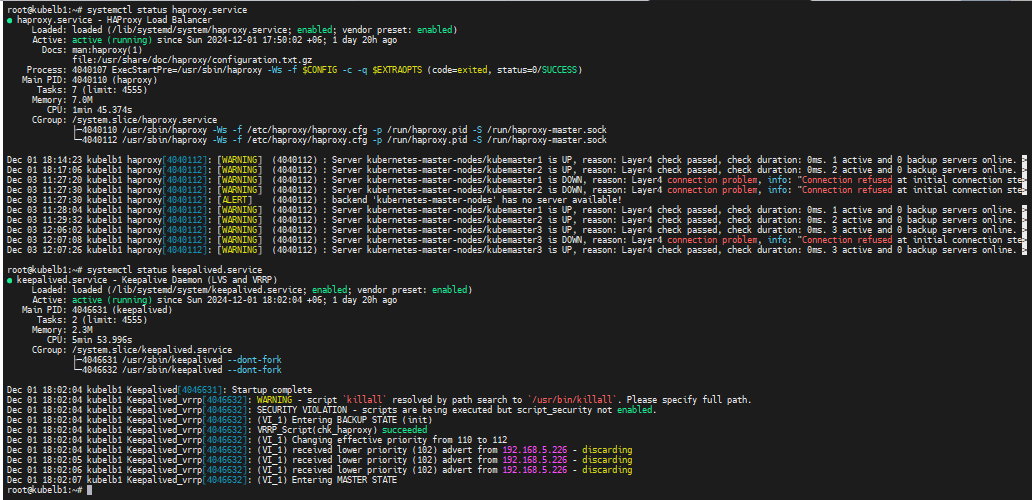 root@kubelb1:~# systemctl status haproxy.service
● haproxy.service - HAProxy Load Balancer
Loaded: loaded (/lib/systemd/system/haproxy.service; enabled; vendor preset: enabled)
Active: active (running) since Sun 2024-12-01 17:50:02 +06; 1 day 20h ago
Docs: man:haproxy(1)
file:/usr/share/doc/haproxy/configuration.txt.gz
Process: 4040107 ExecStartPre=/usr/sbin/haproxy -Ws -f $CONFIG -c -q $EXTRAOPTS (code=exited, status=0/SUCCESS)
Main PID: 4040110 (haproxy)
Tasks: 7 (limit: 4555)
Memory: 7.0M
CPU: 1min 45.374s
CGroup: /system.slice/haproxy.service
├─4040110 /usr/sbin/haproxy -Ws -f /etc/haproxy/haproxy.cfg -p /run/haproxy.pid -S /run/haproxy-master.sock
└─4040112 /usr/sbin/haproxy -Ws -f /etc/haproxy/haproxy.cfg -p /run/haproxy.pid -S /run/haproxy-master.sock
Dec 01 18:14:23 kubelb1 haproxy[4040112]: [WARNING] (4040112) : Server kubernetes-master-nodes/kubemaster1 is UP, reason: Layer4 check passed, check duration: 0ms. 1 active and 0 backup servers online. >
Dec 01 18:17:06 kubelb1 haproxy[4040112]: [WARNING] (4040112) : Server kubernetes-master-nodes/kubemaster2 is UP, reason: Layer4 check passed, check duration: 0ms. 2 active and 0 backup servers online. >
Dec 03 11:27:20 kubelb1 haproxy[4040112]: [WARNING] (4040112) : Server kubernetes-master-nodes/kubemaster1 is DOWN, reason: Layer4 connection problem, info: "Connection refused at initial connection ste>
Dec 03 11:27:30 kubelb1 haproxy[4040112]: [WARNING] (4040112) : Server kubernetes-master-nodes/kubemaster2 is DOWN, reason: Layer4 connection problem, info: "Connection refused at initial connection ste>
Dec 03 11:27:30 kubelb1 haproxy[4040112]: [ALERT] (4040112) : backend 'kubernetes-master-nodes' has no server available!
Dec 03 11:28:04 kubelb1 haproxy[4040112]: [WARNING] (4040112) : Server kubernetes-master-nodes/kubemaster1 is UP, reason: Layer4 check passed, check duration: 0ms. 1 active and 0 backup servers online. >
Dec 03 11:29:32 kubelb1 haproxy[4040112]: [WARNING] (4040112) : Server kubernetes-master-nodes/kubemaster2 is UP, reason: Layer4 check passed, check duration: 0ms. 2 active and 0 backup servers online. >
Dec 03 12:06:02 kubelb1 haproxy[4040112]: [WARNING] (4040112) : Server kubernetes-master-nodes/kubemaster3 is UP, reason: Layer4 check passed, check duration: 0ms. 3 active and 0 backup servers online. >
Dec 03 12:07:08 kubelb1 haproxy[4040112]: [WARNING] (4040112) : Server kubernetes-master-nodes/kubemaster3 is DOWN, reason: Layer4 connection problem, info: "Connection refused at initial connection ste>
Dec 03 12:07:26 kubelb1 haproxy[4040112]: [WARNING] (4040112) : Server kubernetes-master-nodes/kubemaster3 is UP, reason: Layer4 check passed, check duration: 0ms. 3 active and 0 backup servers online. >
root@kubelb1:~# systemctl status keepalived.service
● keepalived.service - Keepalive Daemon (LVS and VRRP)
Loaded: loaded (/lib/systemd/system/keepalived.service; enabled; vendor preset: enabled)
Active: active (running) since Sun 2024-12-01 18:02:04 +06; 1 day 20h ago
Main PID: 4046631 (keepalived)
Tasks: 2 (limit: 4555)
Memory: 2.3M
CPU: 5min 53.996s
CGroup: /system.slice/keepalived.service
├─4046631 /usr/sbin/keepalived --dont-fork
└─4046632 /usr/sbin/keepalived --dont-fork
Dec 01 18:02:04 kubelb1 Keepalived[4046631]: Startup complete
Dec 01 18:02:04 kubelb1 Keepalived_vrrp[4046632]: WARNING - script `killall` resolved by path search to `/usr/bin/killall`. Please specify full path.
Dec 01 18:02:04 kubelb1 Keepalived_vrrp[4046632]: SECURITY VIOLATION - scripts are being executed but script_security not enabled.
Dec 01 18:02:04 kubelb1 Keepalived_vrrp[4046632]: (VI_1) Entering BACKUP STATE (init)
Dec 01 18:02:04 kubelb1 Keepalived_vrrp[4046632]: VRRP_Script(chk_haproxy) succeeded
Dec 01 18:02:04 kubelb1 Keepalived_vrrp[4046632]: (VI_1) Changing effective priority from 110 to 112
Dec 01 18:02:04 kubelb1 Keepalived_vrrp[4046632]: (VI_1) received lower priority (102) advert from 192.168.5.226 - discarding
Dec 01 18:02:05 kubelb1 Keepalived_vrrp[4046632]: (VI_1) received lower priority (102) advert from 192.168.5.226 - discarding
Dec 01 18:02:06 kubelb1 Keepalived_vrrp[4046632]: (VI_1) received lower priority (102) advert from 192.168.5.226 - discarding
Dec 01 18:02:07 kubelb1 Keepalived_vrrp[4046632]: (VI_1) Entering MASTER STATE
root@kubelb1:~#